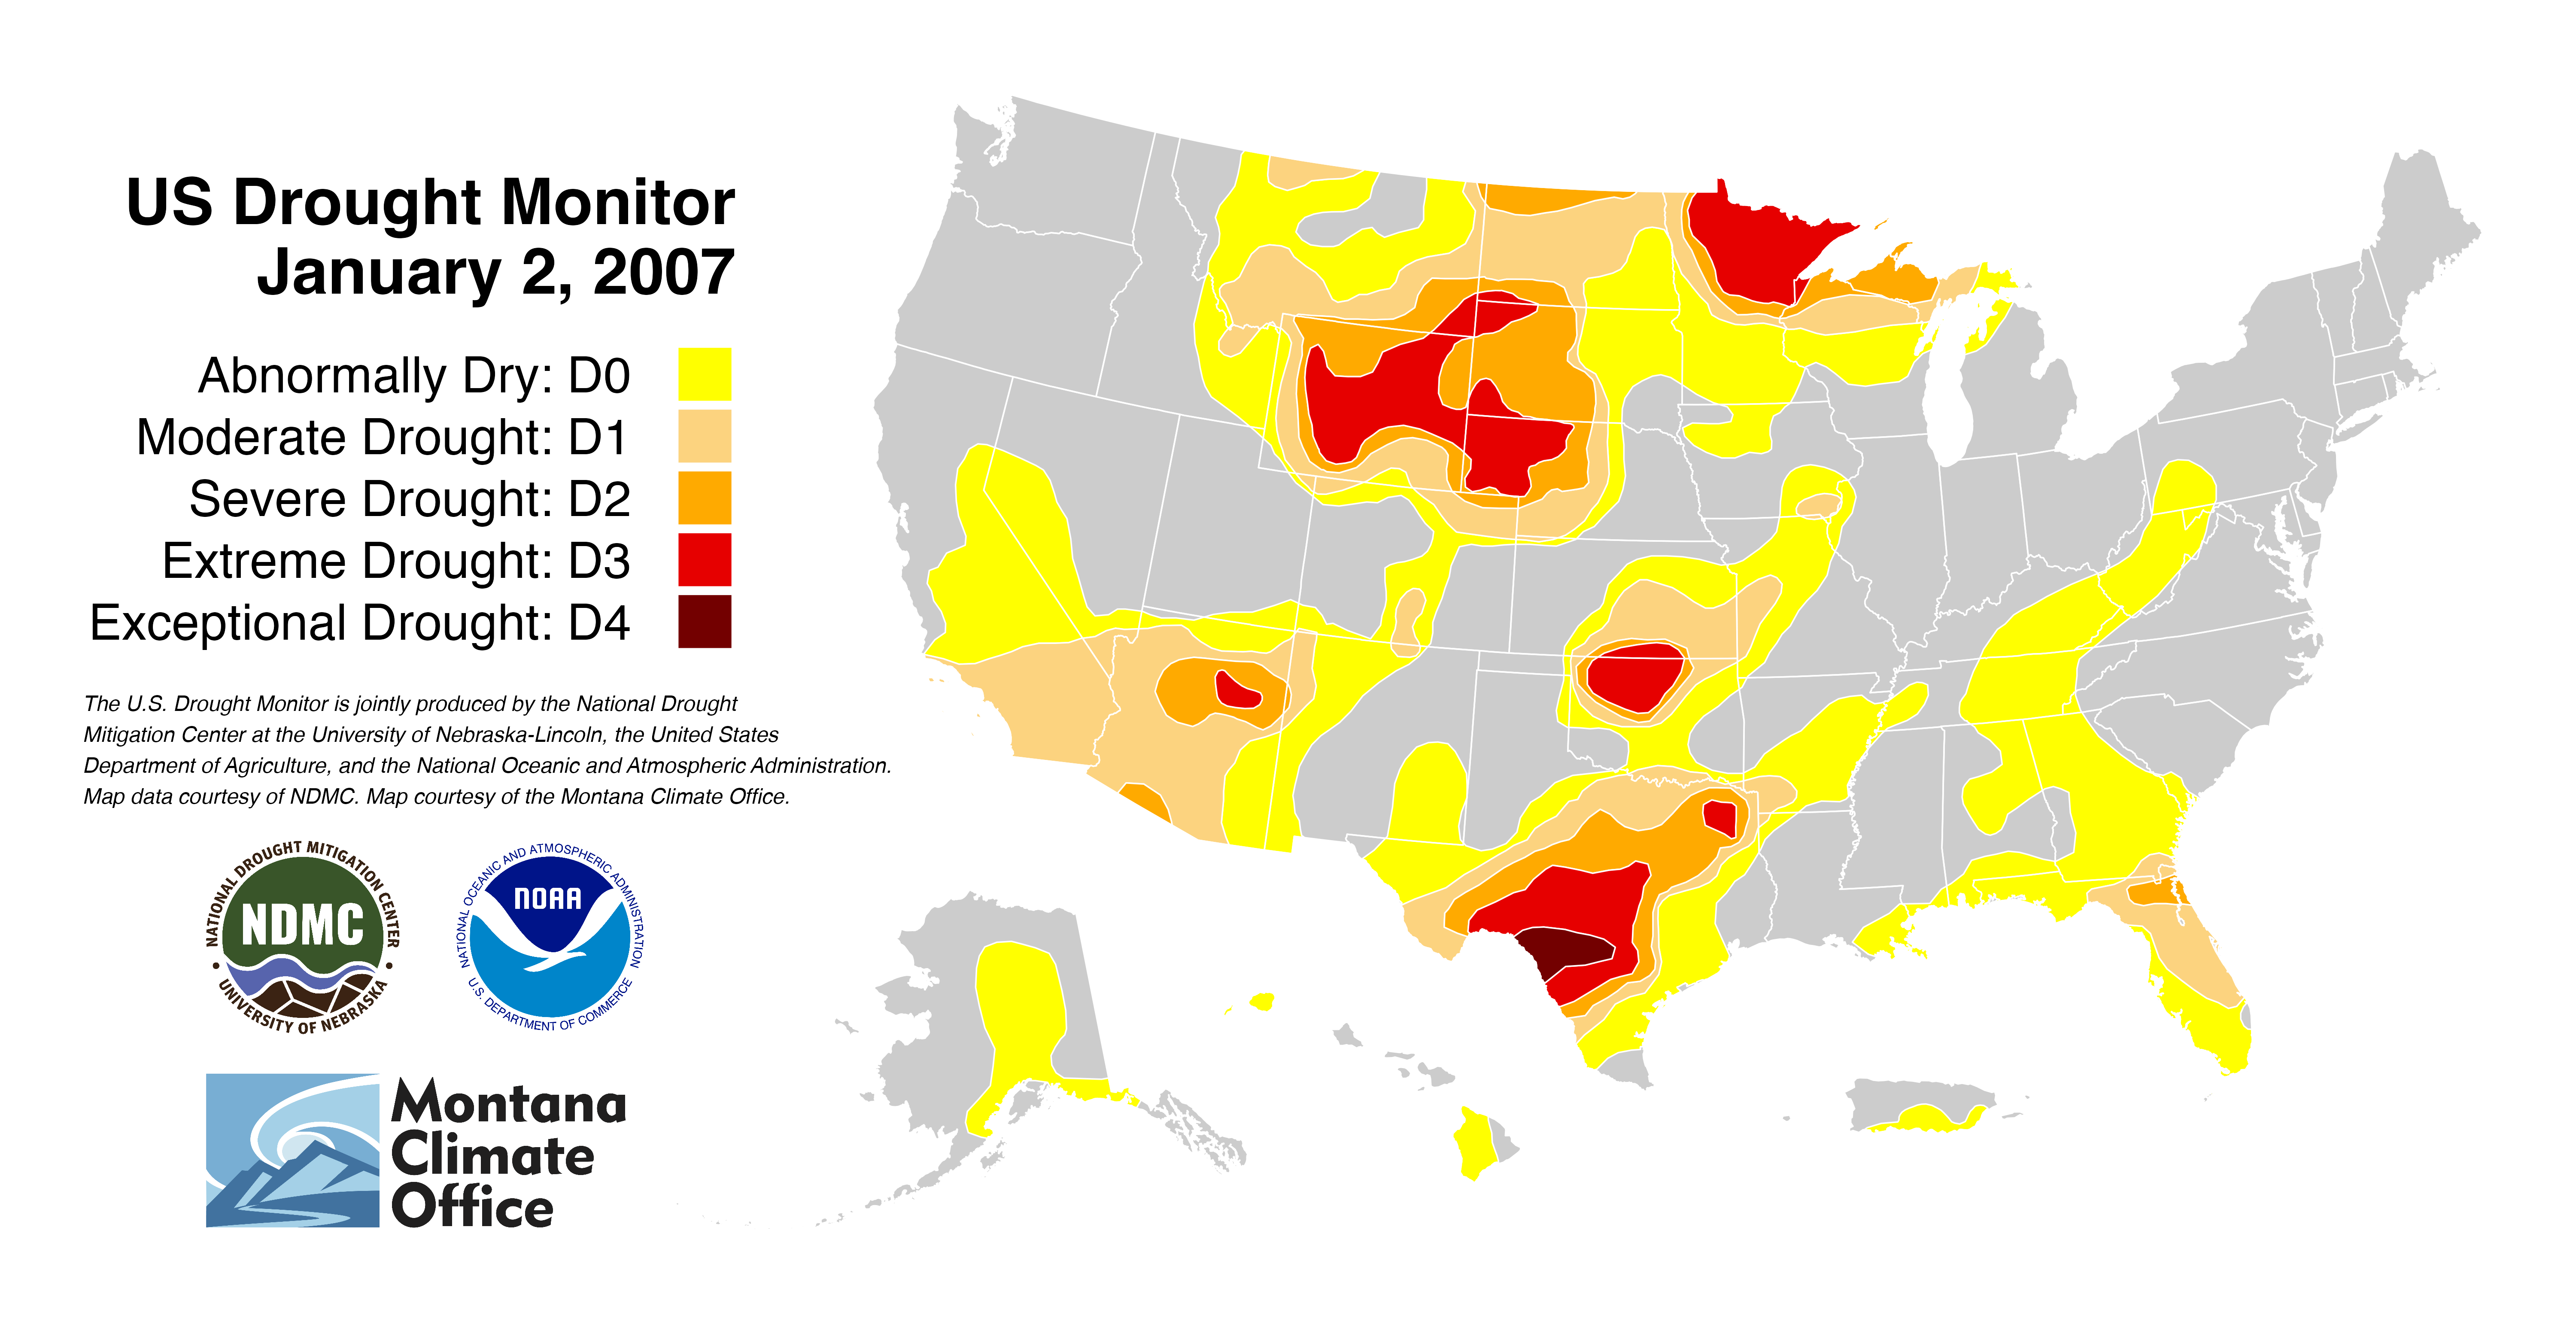 US Drought Monitor
January 2, 2007
Abnormally Dry: D0
Moderate Drought: D1
Severe Drought: D2
Extreme Drought: D3
Exceptional Drought: D4
The U.S. Drought Monitor is jointly produced by the National Drought
Mitigation Center at the University of Nebraska-Lincoln, the United States
Department of Agriculture, and the National Oceanic and Atmospheric Administration.
Map data courtesy of NDMC. Map courtesy of the Montana Climate Office.
NATIONAL DROUGHT MITIGATION CENTER
NDMC
• UNIVERSITY OF NEBRASKA •
NATIONAL OCEANIC AND ATMOSPHERIC ADMINISTRATION
NOAA
U.S. DEPARTMENT OF COMMERCE
Montana
Climate
Office